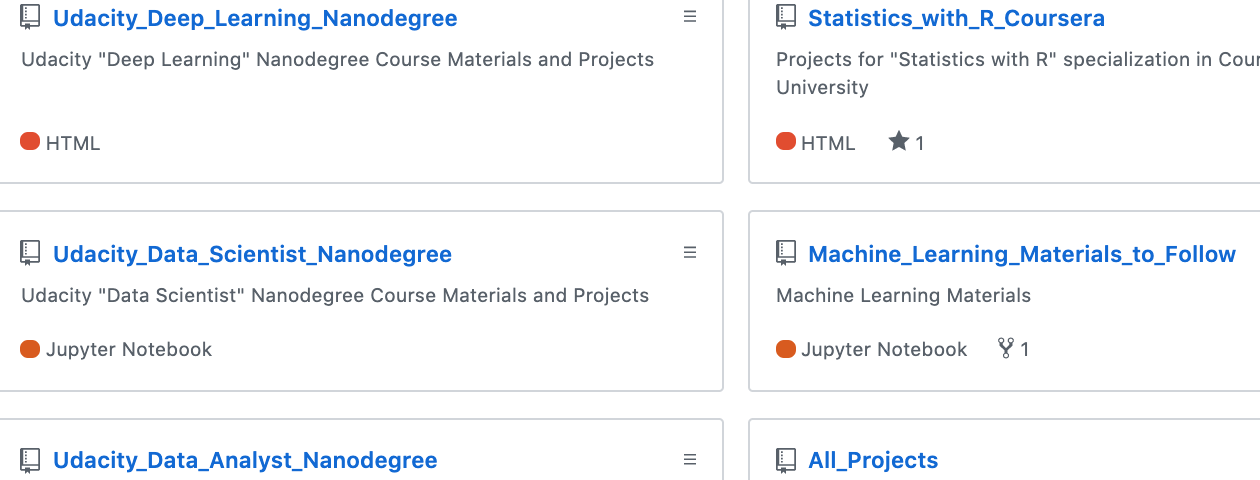 Udacity_Deep_Learning_Nanodegree
Udacity "Deep Learning" Nanodegree Course Materials and Projects
HTML
Statistics_with_R_Coursera
Projects for "Statistics with R" specialization in Cour
University
HTML 1
Udacity_Data_Scientist_Nanodegree
Udacity "Data Scientist" Nanodegree Course Materials and Projects
Jupyter Notebook
Machine_Learning_Materials_to_Follow
Machine Learning Materials
Jupyter Notebook 1
Udacity_Data_Analyst_Nanodegree
All_Projects